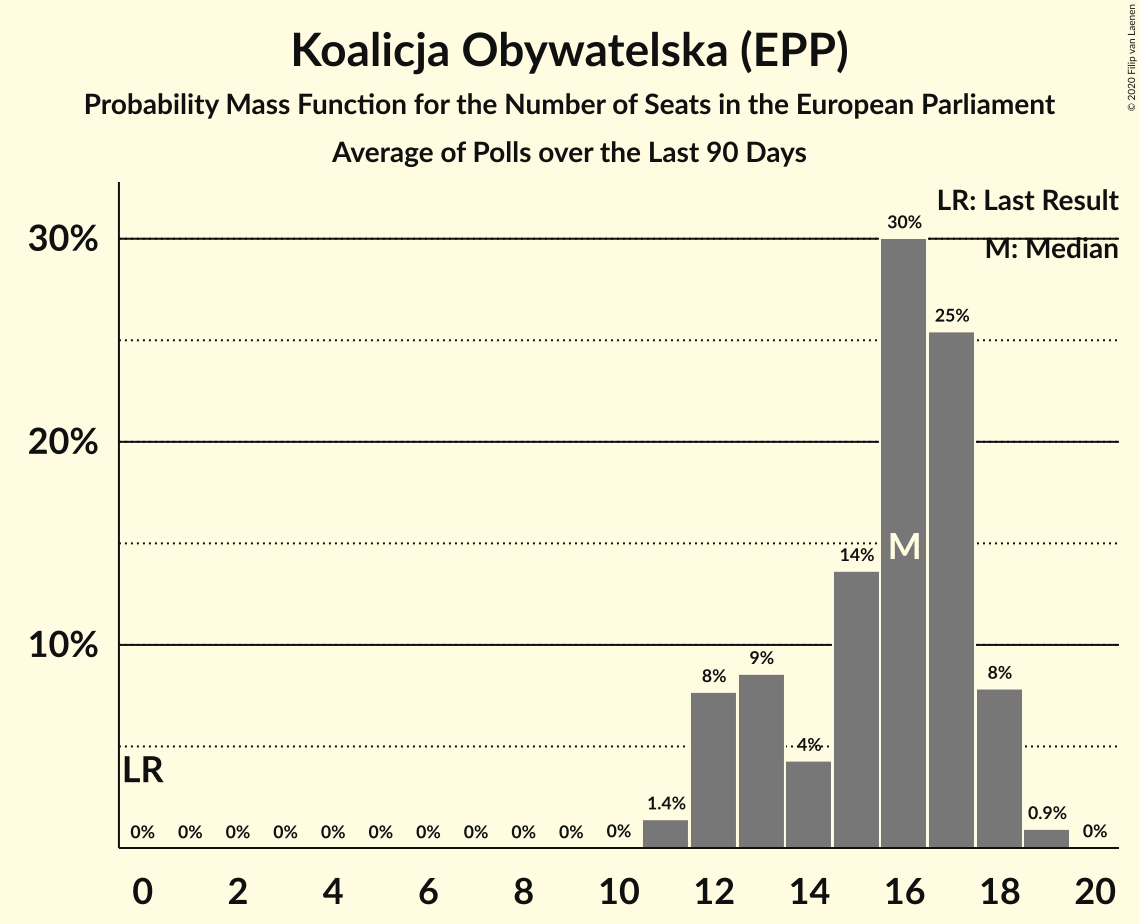 Koalicja Obywatelska (EPP)
Probability Mass Function for the Number of Seats in the European Parliament
Average of Polls over the Last 90 Days
© 2020 Filip van Laenen
LR: Last Result
M: Median
30%
20%
10%
30%
25%
M
14%
9%
8%
8%
4%
LR
1.4%
0.9%
0% 0% 0% 0% 0% 0% 0% 0% 0% 0% 0% 0%
0 2 4 6 8 10 12 14 16 18 20